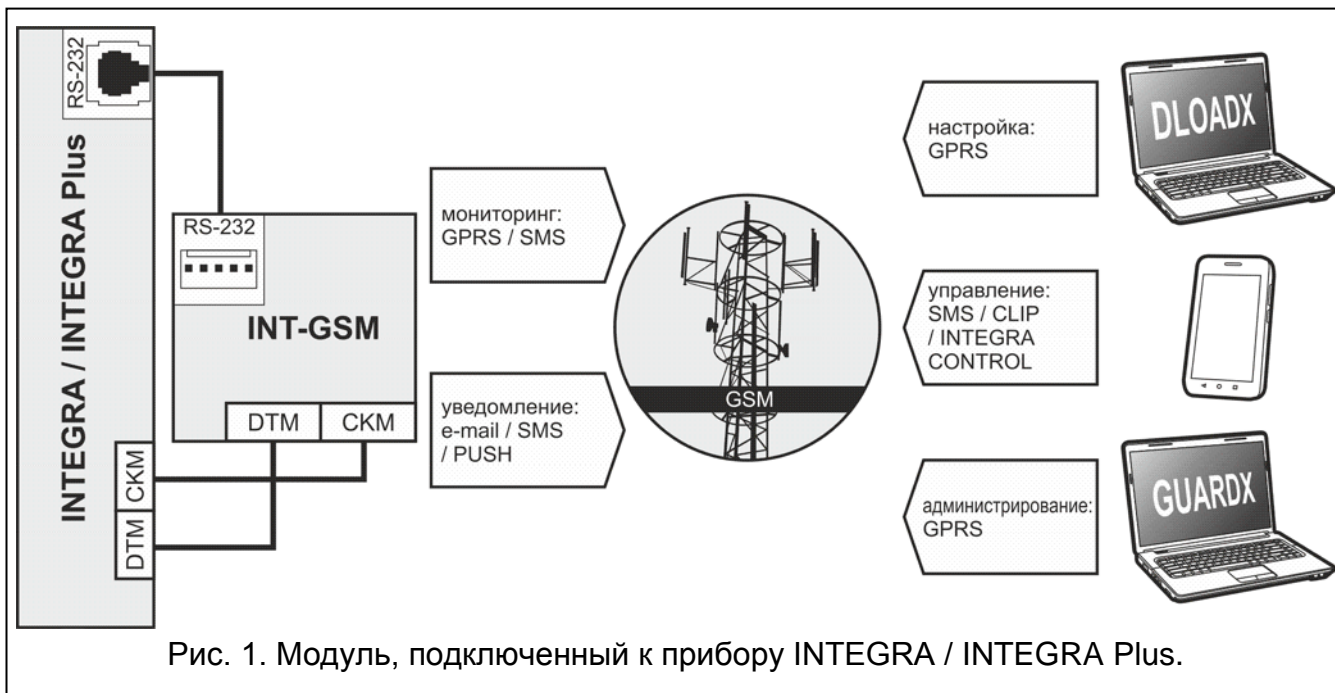 RS-232
INTEGRA / INTEGRA Plus
CKM
DTM
RS-232
INT-GSM
DTM
CKM
мониторинг:
GPRS / SMS
уведомление:
e-mail / SMS
/ PUSH
GSM
настройка:
GPRS
управление:
SMS / CLIP
/ INTEGRA
CONTROL
администрирование:
GPRS
DLOADX
GUARDX
Рис. 1. Модуль, подключенный к прибору INTEGRA / INTEGRA Plus.